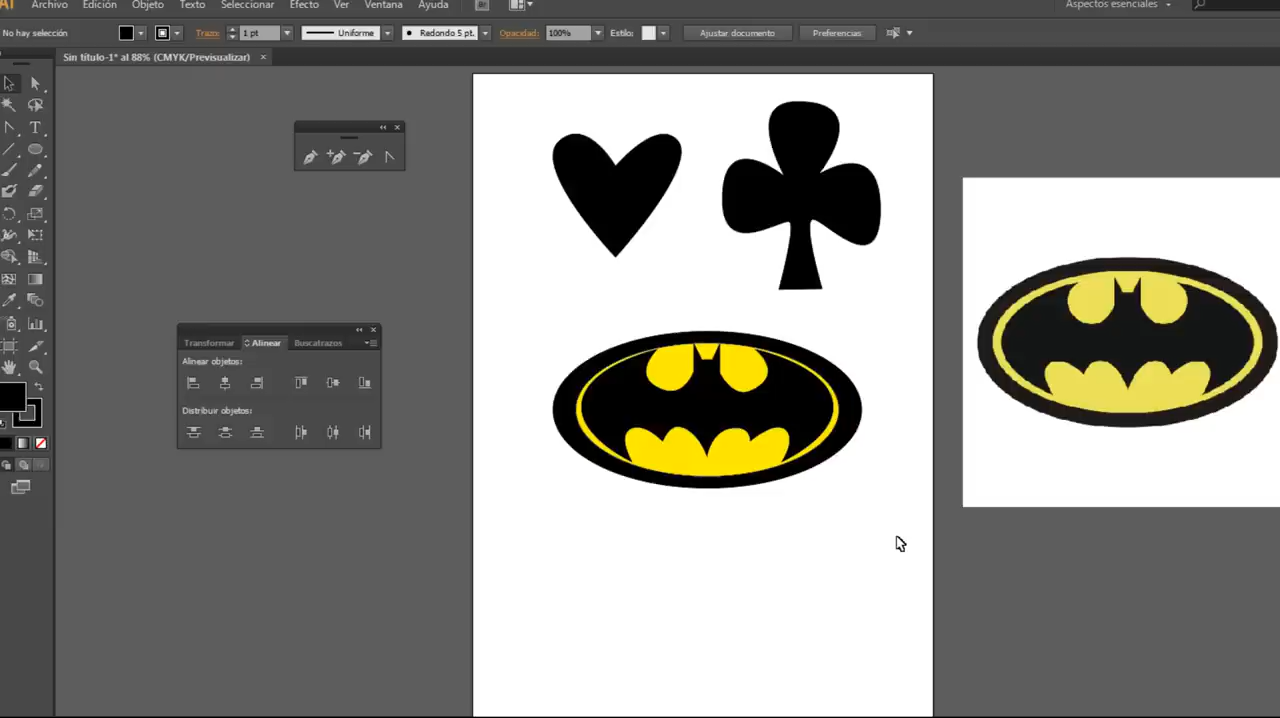 Archivo Edición Objeto Texto Seleccionar Efecto Ver Ventana Ayuda Br Aspectos esenciales
No hay selección Trazo: 1 pt Uniforme Redondo 5 pt. Opacidad: 100% Estilo: Ajustar documento Preferencias
Sin título-1* al 88% (CMYK/Previsualizar)
Transformar Alinear Buscatrazos
Alinear objetos:
Distribuir objetos: